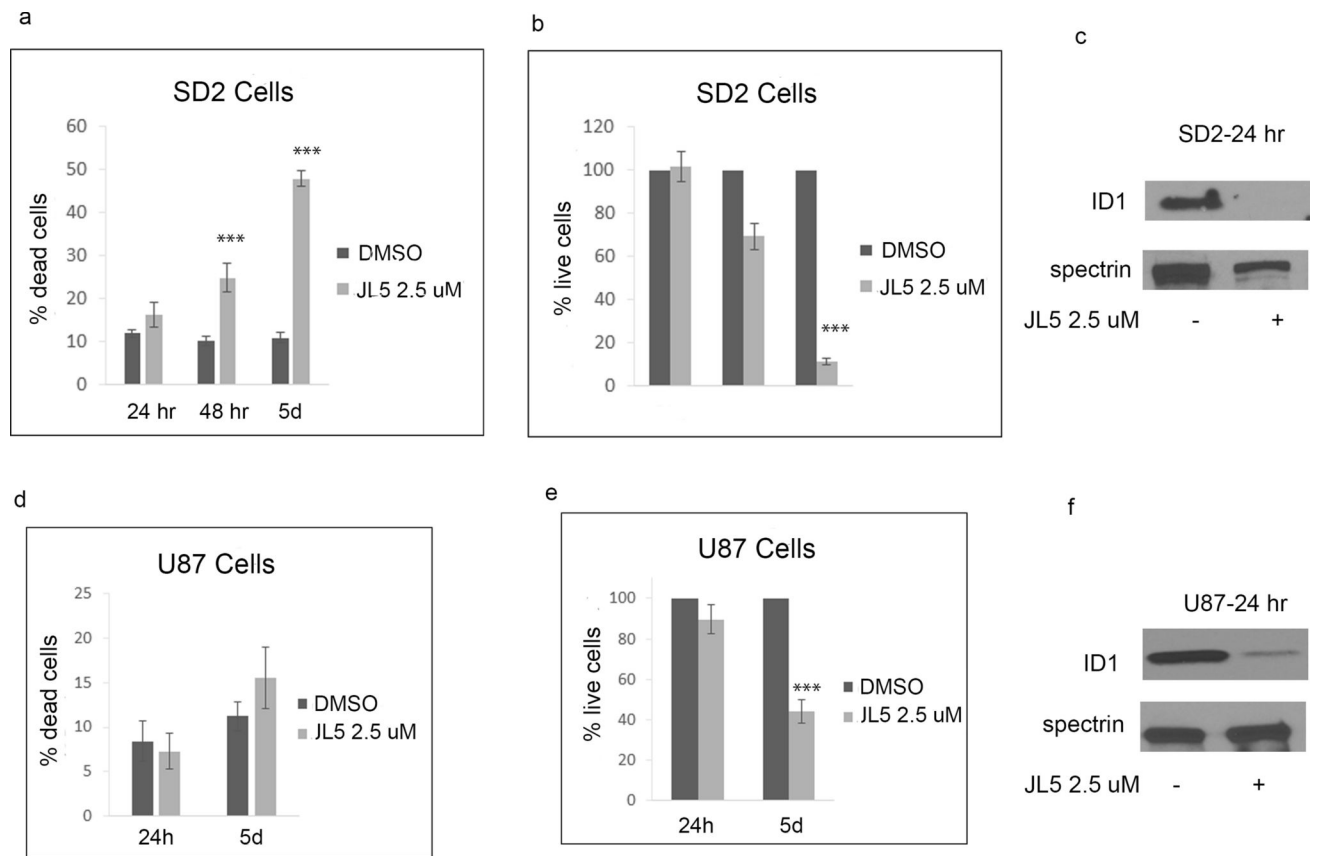 a
SD2 Cells
% dead cells
60
50
40
30
20
10
0
***
***
24 hr 48 hr 5d
DMSO
JL5 2.5 uM
b
SD2 Cells
% live cells
120
100
80
60
40
20
0
***
DMSO
JL5 2.5 uM
c
SD2-24 hr
ID1
spectrin
JL5 2.5 uM - +
d
U87 Cells
% dead cells
25
20
15
10
5
0
24h 5d
DMSO
JL5 2.5 uM
e
U87 Cells
% live cells
100
80
60
40
20
0
***
24h 5d
DMSO
JL5 2.5 uM
f
U87-24 hr
ID1
spectrin
JL5 2.5 uM - +